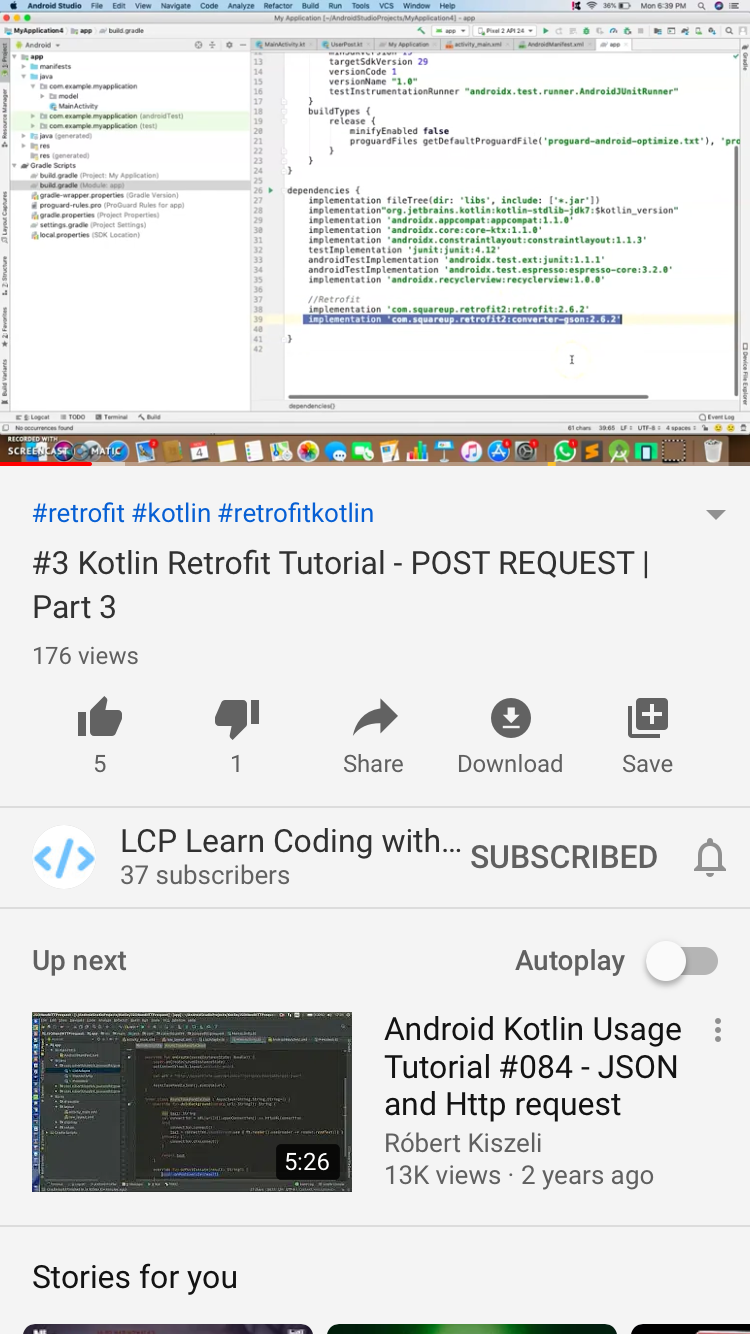 Android Studio File Edit View Navigate Code Analyze Refactor Build Run Tools VCS Window Help 36% Mon 6:39 PM
My Application [~/AndroidStudioProjects/MyApplication4] - app
MyApplication4 app build.gradle app Pixel 2 API 24
Android MainActivity.kt UserPost.kt My Application activity_main.xml AndroidManifest.xml app
app
manifests
java
com.example.myapplication
model
MainActivity
com.example.myapplication (androidTest)
com.example.myapplication (test)
java (generated)
res
res (generated)
Gradle Scripts
build.gradle (Project: My Application)
build.gradle (Module: app)
gradle-wrapper.properties (Gradle Version)
proguard-rules.pro (ProGuard Rules for app)
gradle.properties (Project Properties)
settings.gradle (Project Settings)
local.properties (SDK Location)
1: Project
Resource Manager
Layout Captures
Z: Structure
2: Favorites
Build Variants
13 targetSdkVersion 29
14 versionCode 1
15 versionName "1.0"
16 testInstrumentationRunner "androidx.test.runner.AndroidJUnitRunner"
17 }
18 buildTypes {
19 release {
20 minifyEnabled false
21 proguardFiles getDefaultProguardFile('proguard-android-optimize.txt'), 'pro
22 }
23 }
24 }
25
26 dependencies {
27 implementation fileTree(dir: 'libs', include: ['*.jar'])
28 implementation"org.jetbrains.kotlin:kotlin-stdlib-jdk7:$kotlin_version"
29 implementation 'androidx.appcompat:appcompat:1.1.0'
30 implementation 'androidx.core:core-ktx:1.1.0'
31 implementation 'androidx.constraintlayout:constraintlayout:1.1.3'
32 testImplementation 'junit:junit:4.12'
33 androidTestImplementation 'androidx.test.ext:junit:1.1.1'
34 androidTestImplementation 'androidx.test.espresso:espresso-core:3.2.0'
35 implementation 'androidx.recyclerview:recyclerview:1.0.0'
36
37 //Retrofit
38 implementation 'com.squareup.retrofit2:retrofit:2.6.2'
39 implementation 'com.squareup.retrofit2:converter-gson:2.6.2'
40
41 }
42
dependencies()
Gradle
Device File Explorer
6: Logcat TODO Terminal Build Event Log
No occurrences found 61 chars 39:65 LF UTF-8 4 spaces
RECORDED WITH
SCREENCAST MATIC
#retrofit #kotlin #retrofitkotlin
#3 Kotlin Retrofit Tutorial - POST REQUEST |
Part 3
176 views
5 1 Share Download Save
LCP Learn Coding with... SUBSCRIBED
37 subscribers
Up next Autoplay
Android Kotlin Usage
Tutorial #084 - JSON
and Http request
Róbert Kiszeli
13K views · 2 years ago
5:26
Stories for you